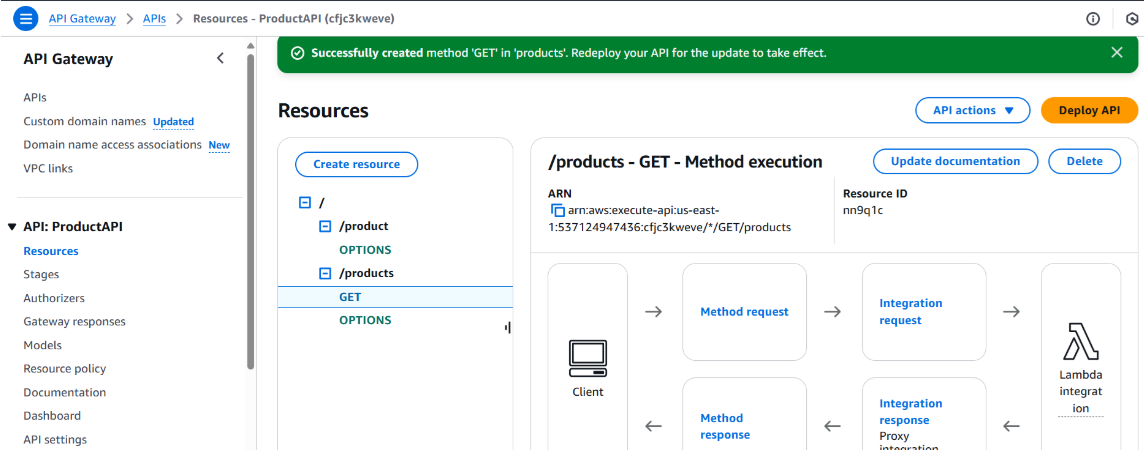 API Gateway > APIs > Resources - ProductAPI (cfjc3kweve)
API Gateway
APIs
Custom domain names Updated
Domain name access associations New
VPC links
API: ProductAPI
Resources
Stages
Authorizers
Gateway responses
Models
Resource policy
Documentation
Dashboard
API settings
Successfully created method 'GET' in 'products'. Redeploy your API for the update to take effect.
Resources
API actions
Deploy API
Create resource
/
/product
OPTIONS
/products
GET
OPTIONS
/products - GET - Method execution
Update documentation
Delete
ARN
arn:aws:execute-api:us-east-
1:537124947436:cfjc3kweve/*/GET/products
Resource ID
nn9q1c
Client
Method request
Integration
request
Lambda
integrat
ion
Method
response
Integration
response
Proxy
integration